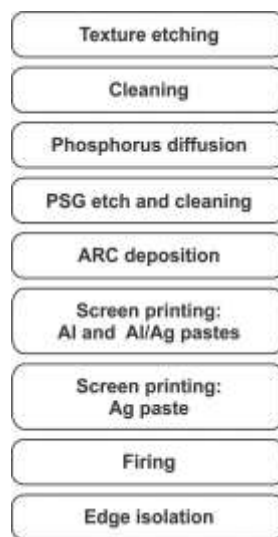 Texture etching
Cleaning
Phosphorus diffusion
PSG etch and cleaning
ARC deposition
Screen printing:
Al and Al/Ag pastes
Screen printing:
Ag paste
Firing
Edge isolation